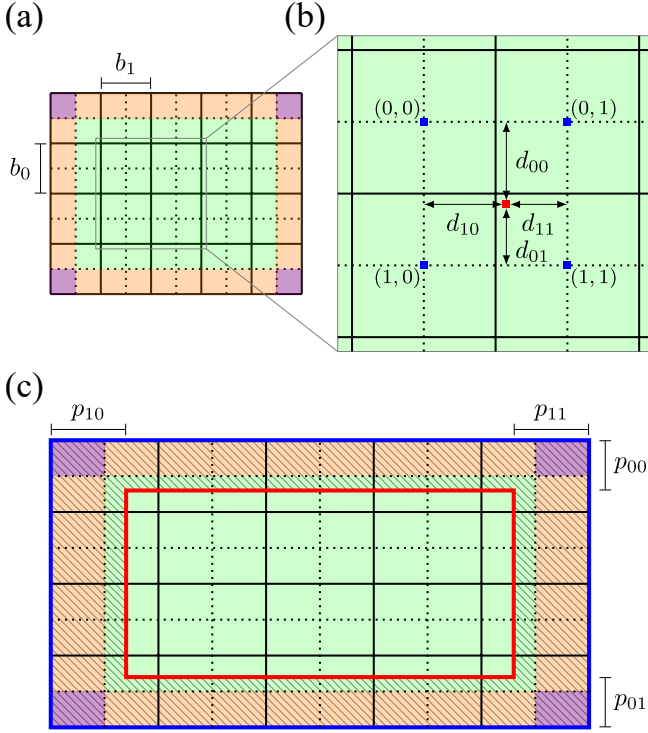 (a)
(b)
b₁
b₀
(0, 0)
(0, 1)
d₀₀
d₁₀
d₁₁
d₀₁
(1, 0)
(1, 1)
(c)
p₁₀
p₁₁
p₀₀
p₀₁